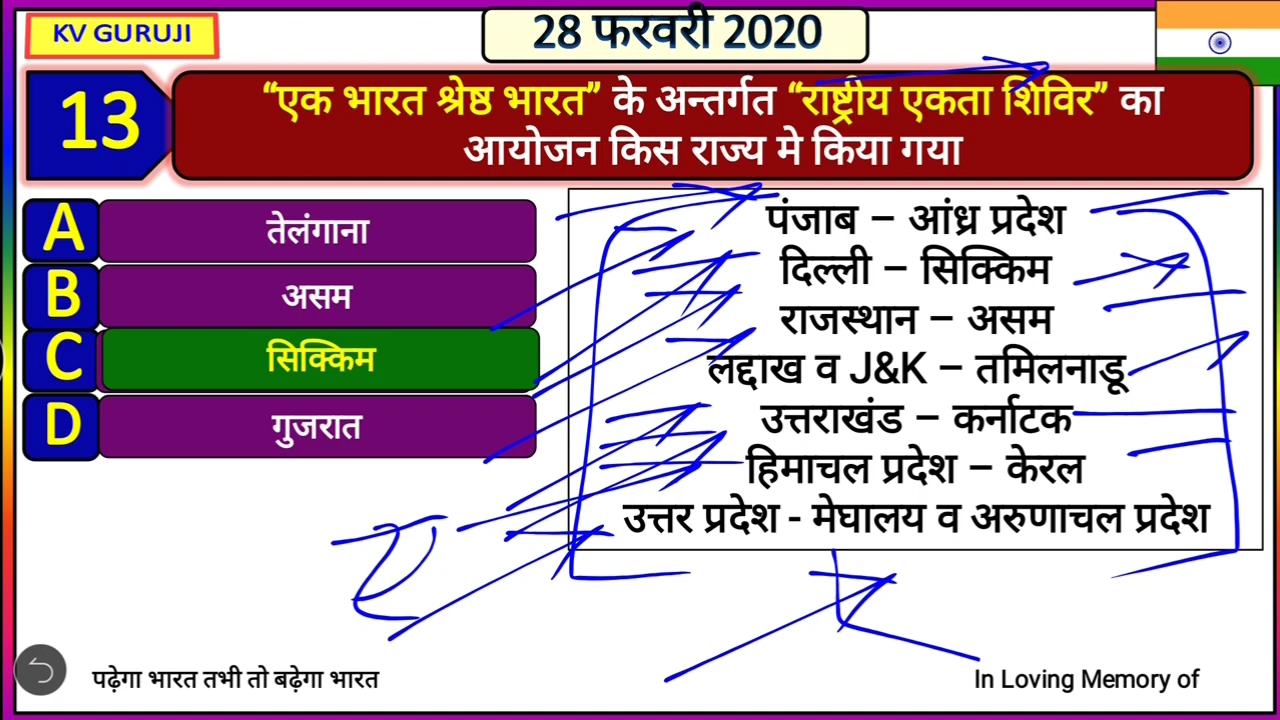 KV GURUJI
28 फरवरी 2020
13
“एक भारत श्रेष्ठ भारत” के अन्तर्गत “राष्ट्रीय एकता शिविर” का
आयोजन किस राज्य मे किया गया
A तेलंगाना
B असम
C सिक्किम
D गुजरात
पंजाब – आंध्र प्रदेश
दिल्ली – सिक्किम
राजस्थान – असम
लद्दाख व J&K – तमिलनाडू
उत्तराखंड – कर्नाटक
हिमाचल प्रदेश – केरल
उत्तर प्रदेश - मेघालय व अरुणाचल प्रदेश
पढ़ेगा भारत तभी तो बढ़ेगा भारत
In Loving Memory of